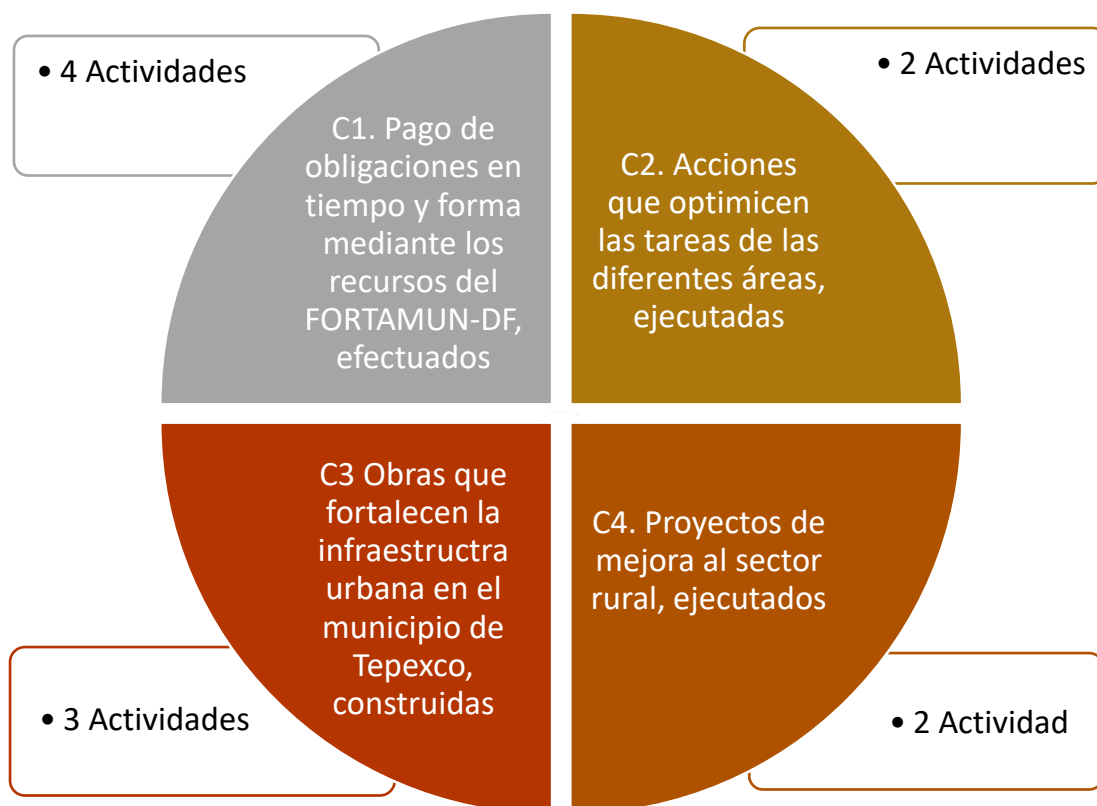 • 4 Actividades
C1. Pago de
obligaciones en
tiempo y forma
mediante los
recursos del
FORTAMUN-DF,
efectuados
• 2 Actividades
C2. Acciones
que optimicen
las tareas de las
diferentes áreas,
ejecutadas
C3 Obras que
fortalecen la
infraestructra
urbana en el
municipio de
Tepexco,
construidas
• 3 Actividades
C4. Proyectos de
mejora al sector
rural, ejecutados
• 2 Actividad